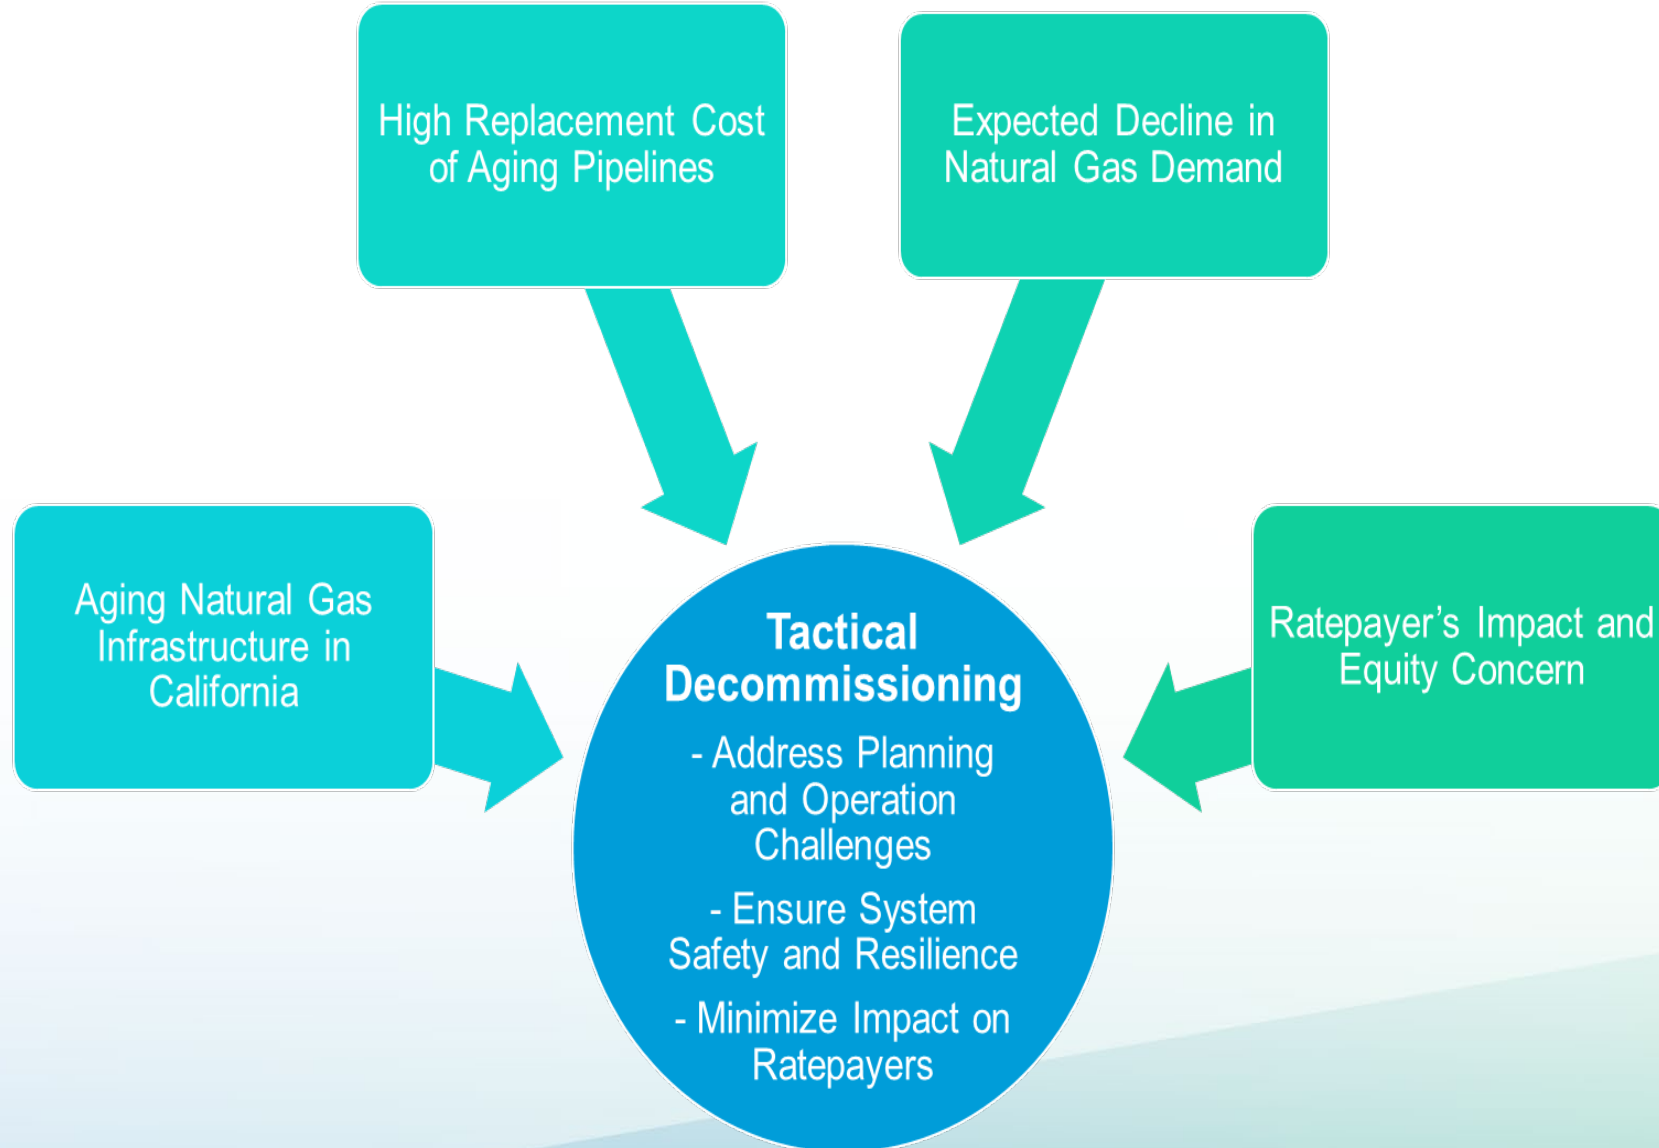 High Replacement Cost
of Aging Pipelines
Expected Decline in
Natural Gas Demand
Aging Natural Gas
Infrastructure in
California
Ratepayer’s Impact and
Equity Concern
Tactical
Decommissioning
- Address Planning
and Operation
Challenges
- Ensure System
Safety and Resilience
- Minimize Impact on
Ratepayers